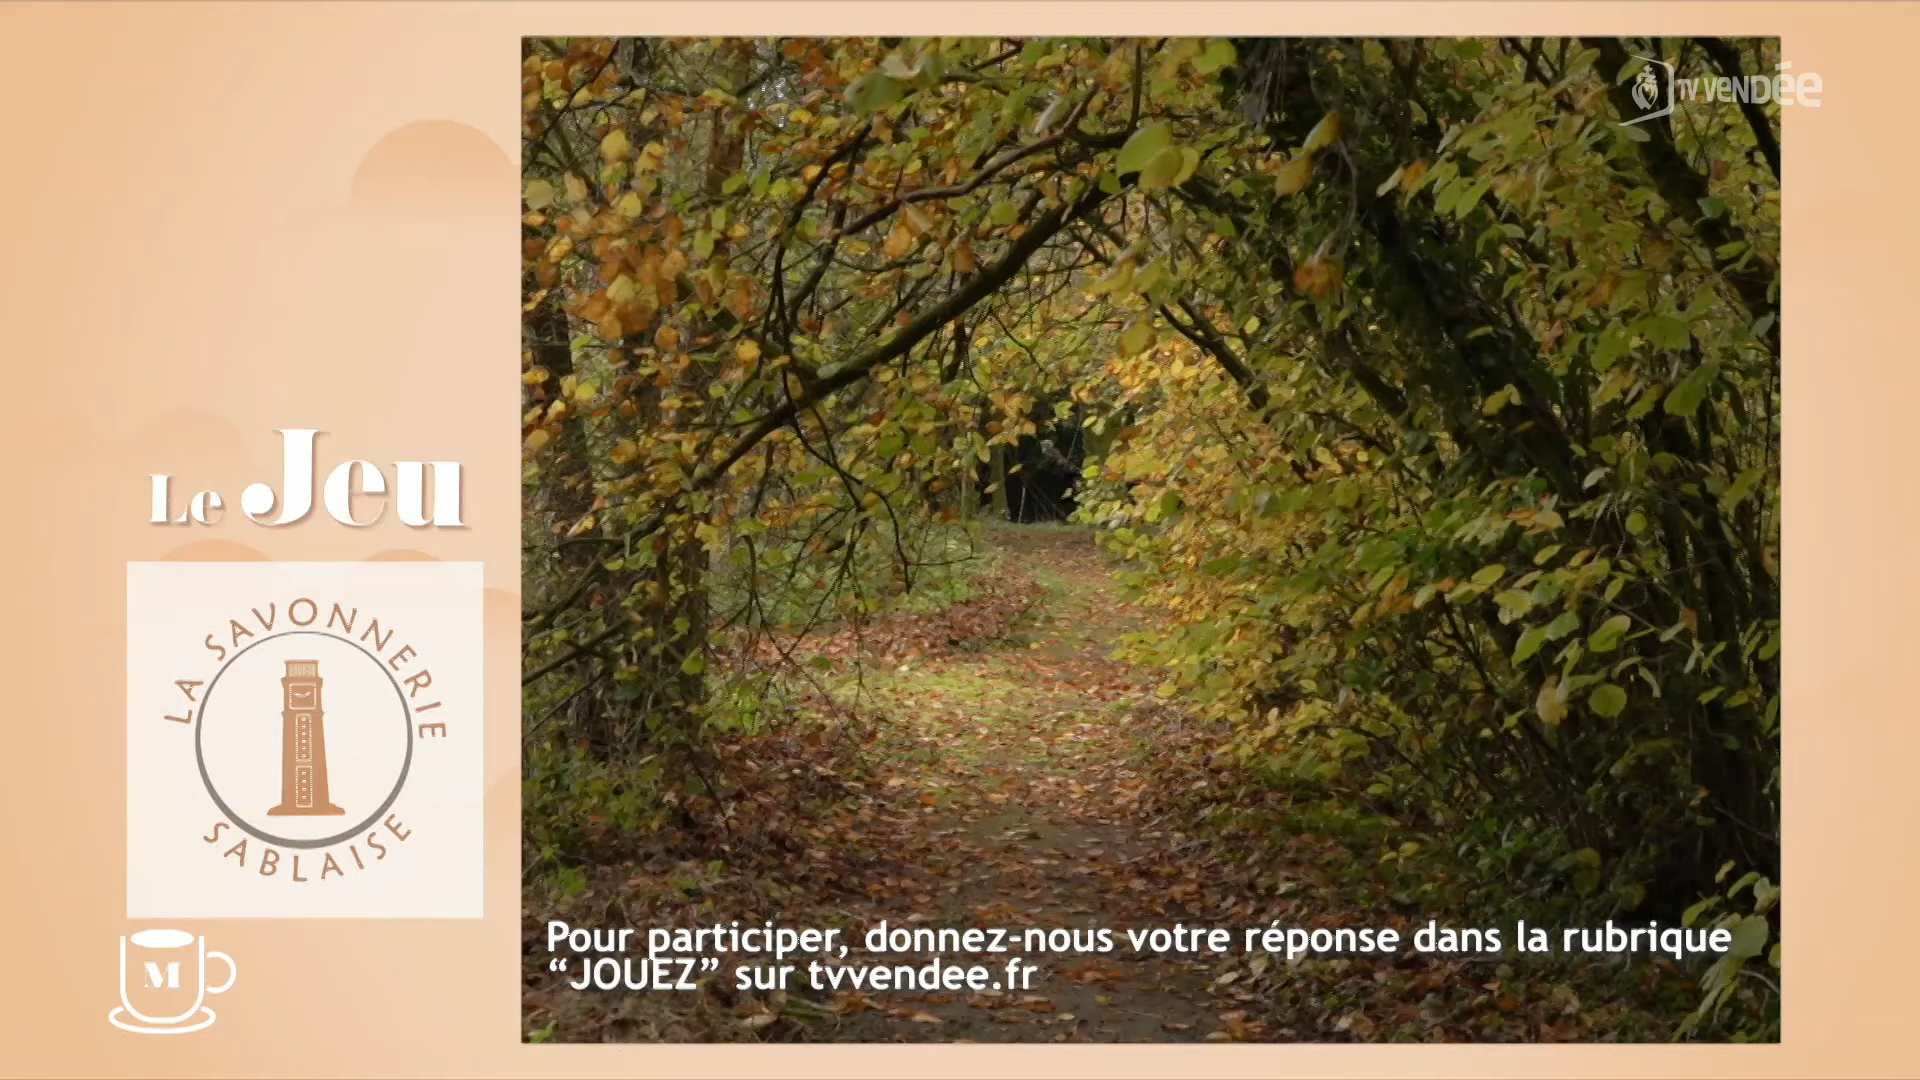 TV VENDÉE
Le Jeu
LA SAVONNERIE
SABLAISE
M
Pour participer, donnez-nous votre réponse dans la rubrique
“JOUEZ” sur tvvendee.fr